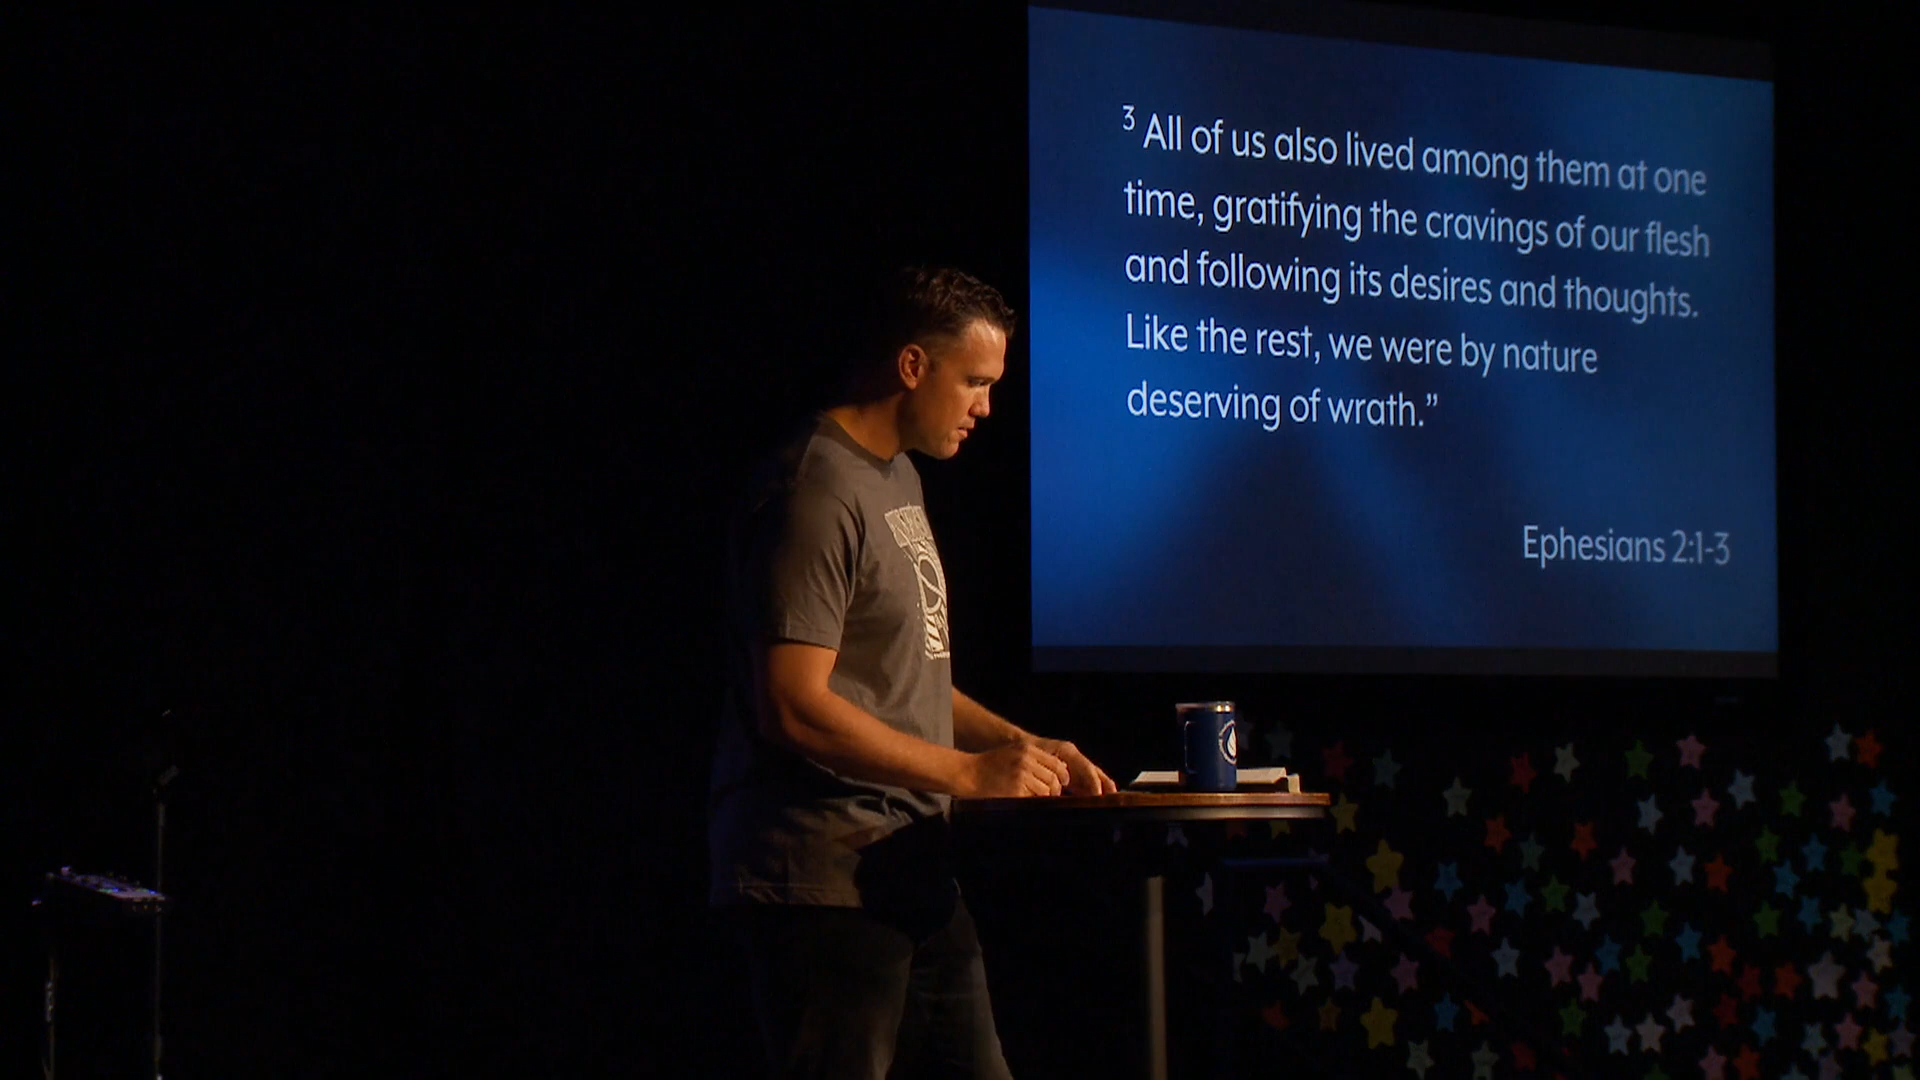 3 All of us also lived among them at one
time, gratifying the cravings of our flesh
and following its desires and thoughts.
Like the rest, we were by nature
deserving of wrath.”
Ephesians 2:1-3